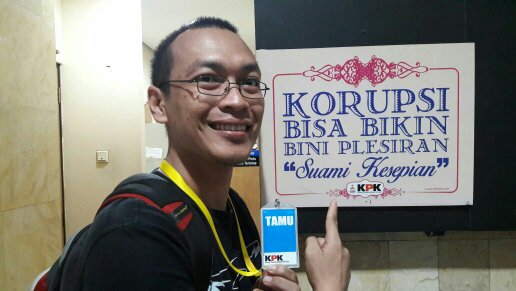 KORUPSI
BISA BIKIN
BINI PLESIRAN
“Suami Kesepian”
KPK
TAMU
KPK